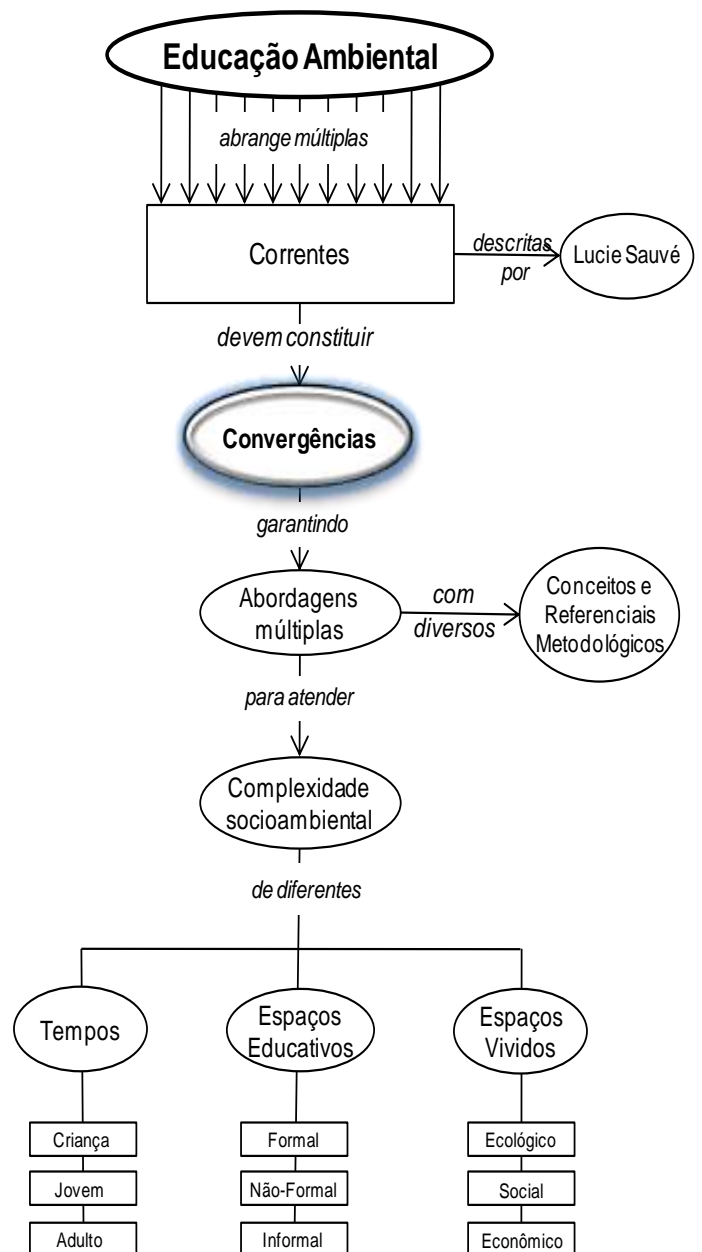 Educação Ambiental
abrange múltiplas
Correntes
descritas
por
Lucie Sauvé
devem constituir
Convergências
garantindo
Abordagens
múltiplas
com
diversos
Conceitos e
Referenciais
Metodológicos
para atender
Complexidade
socioambiental
de diferentes
Tempos
Espaços
Educativos
Espaços
Vividos
Criança
Formal
Ecológico
Jovem
Não-Formal
Social
Adulto
Informal
Econômico